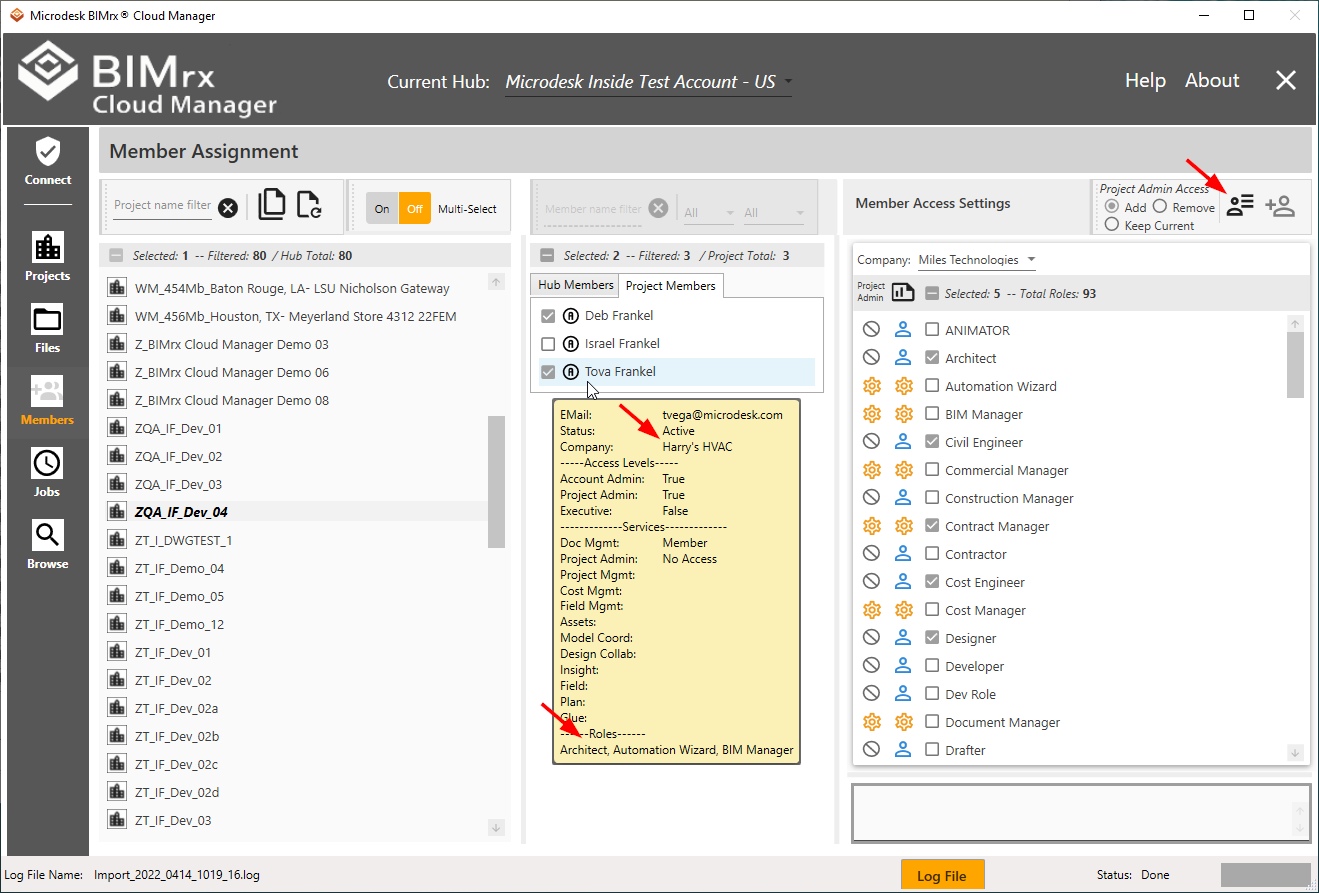 Microdesk BIMrx® Cloud Manager
BIMrx
Cloud Manager
Current Hub: Microdesk Inside Test Account - US
Help About
Connect
Projects
Files
Members
Jobs
Browse
Member Assignment
Project name filter
On Off Multi-Select
Selected: 1 -- Filtered: 80 / Hub Total: 80
WM_454Mb_Baton Rouge, LA- LSU Nicholson Gateway
WM_456Mb_Houston, TX- Meyerland Store 4312 22FEM
Z_BIMrx Cloud Manager Demo 03
Z_BIMrx Cloud Manager Demo 06
Z_BIMrx Cloud Manager Demo 08
ZQA_IF_Dev_01
ZQA_IF_Dev_02
ZQA_IF_Dev_03
ZQA_IF_Dev_04
ZT_I_DWGTEST_1
ZT_IF_Demo_04
ZT_IF_Demo_05
ZT_IF_Demo_12
ZT_IF_Dev_01
ZT_IF_Dev_02
ZT_IF_Dev_02a
ZT_IF_Dev_02b
ZT_IF_Dev_02c
ZT_IF_Dev_02d
ZT_IF_Dev_03
Member name filter
All All
Selected: 2 -- Filtered: 3 / Project Total: 3
Hub Members Project Members
Deb Frankel
Israel Frankel
Tova Frankel
EMail: tvega@microdesk.com
Status: Active
Company: Harry's HVAC
-----Access Levels-----
Account Admin: True
Project Admin: True
Executive: False
-------------Services-------------
Doc Mgmt: Member
Project Admin: No Access
Project Mgmt:
Cost Mgmt:
Field Mgmt:
Assets:
Model Coord:
Design Collab:
Insight:
Field:
Plan:
Glue:
------Roles------
Architect, Automation Wizard, BIM Manager
Member Access Settings
Project Admin Access
Add Remove
Keep Current
Company: Miles Technologies
Project
Admin
Selected: 5 -- Total Roles: 93
ANIMATOR
Architect
Automation Wizard
BIM Manager
Civil Engineer
Commercial Manager
Construction Manager
Contract Manager
Contractor
Cost Engineer
Cost Manager
Designer
Developer
Dev Role
Document Manager
Drafter
Log File Name: Import_2022_0414_1019_16.log
Log File
Status: Done